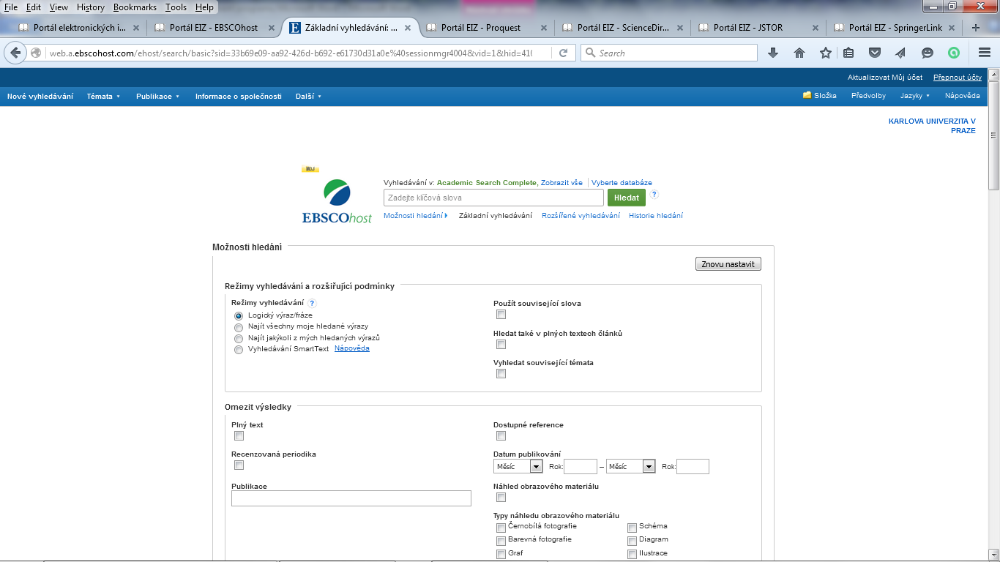 File Edit View History Bookmarks Tools Help
Portál elektronických i... Portál EIZ - EBSCOhost Základní vyhledávání: ... Portál EIZ - Proquest Portál EIZ - ScienceDir... Portál EIZ - JSTOR Portál EIZ - SpringerLink
web.a.ebscohost.com/ehost/search/basic?sid=33b69e09-aa92-426d-b692-e61730d31a0e%40sessionmgr4004&vid=1&hid=410 Search
Aktualizovat Můj účet Přepnout účty
Nové vyhledávání Témata Publikace Informace o společnosti Další Složka Předvolby Jazyky Nápověda
KARLOVA UNIVERZITA V
PRAZE
MŮJ
EBSCOhost
Vyhledávání v: Academic Search Complete, Zobrazit vše Vyberte databáze
Zadejte klíčová slova Hledat ?
Možnosti hledání Základní vyhledávání Rozšířené vyhledávání Historie hledání
Možnosti hledání
Znovu nastavit
Režimy vyhledávání a rozšiřující podmínky
Režimy vyhledávání ?
Logický výraz/fráze
Najít všechny moje hledané výrazy
Najít jakýkoli z mých hledaných výrazů
Vyhledávání SmartText Nápověda
Použít související slova
Hledat také v plných textech článků
Vyhledat související témata
Omezit výsledky
Plný text
Recenzovaná periodika
Publikace
Dostupné reference
Datum publikování
Měsíc Rok: – Měsíc Rok:
Náhled obrazového materiálu
Typy náhledu obrazového materiálu
Černobílá fotografie Schéma
Barevná fotografie Diagram
Graf Ilustrace